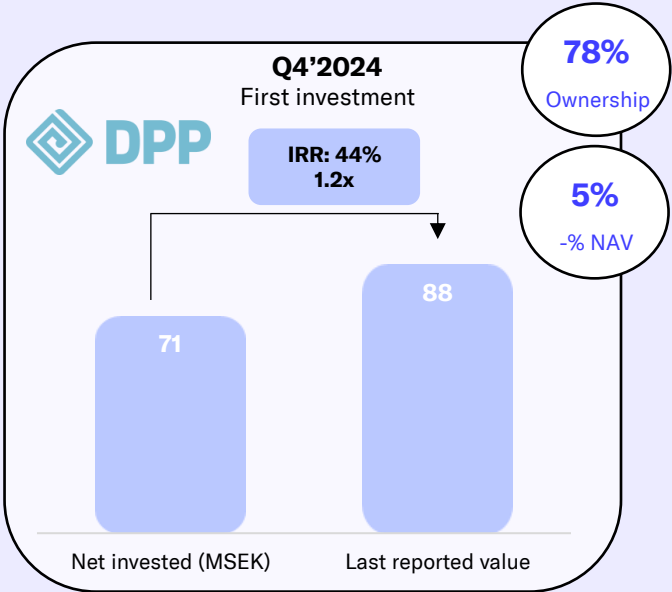 Q4’2024
First investment
78%
Ownership
DPP
IRR: 44%
1.2x
5%
-% NAV
71
88
Net invested (MSEK)
Last reported value